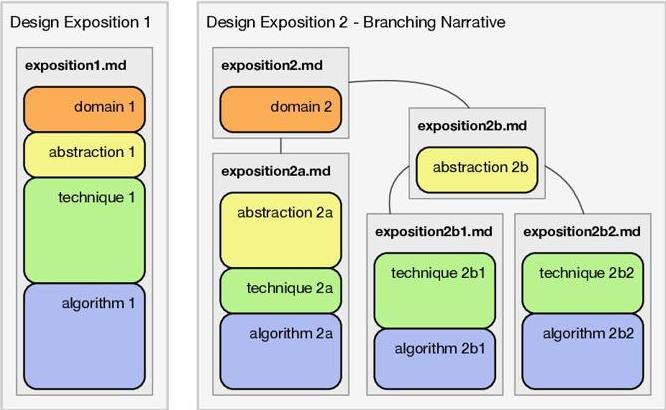 Design Exposition 1
exposition1.md
domain 1
abstraction 1
technique 1
algorithm 1
Design Exposition 2 - Branching Narrative
exposition2.md
domain 2
exposition2a.md
abstraction 2a
technique 2a
algorithm 2a
exposition2b.md
abstraction 2b
exposition2b1.md
technique 2b1
algorithm 2b1
exposition2b2.md
technique 2b2
algorithm 2b2